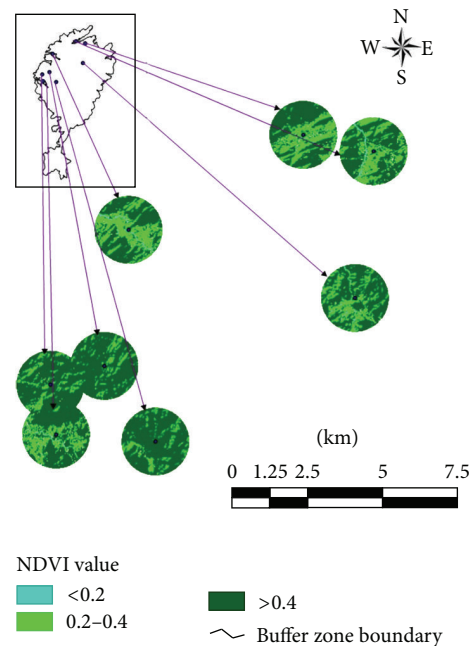 N
W E
S
(km)
0 1.25 2.5 5 7.5
NDVI value
<0.2
0.2–0.4
>0.4
Buffer zone boundary